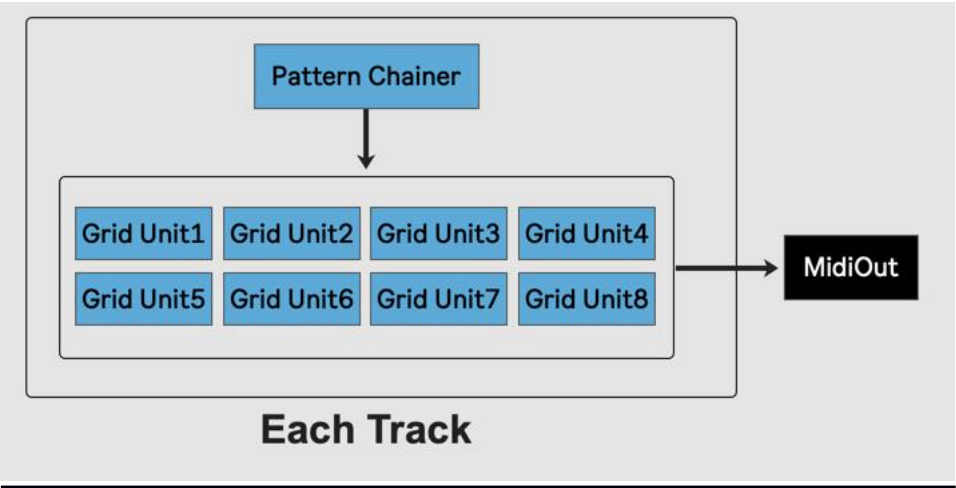 Pattern Chainer
Grid Unit1 Grid Unit2 Grid Unit3 Grid Unit4
MidiOut
Grid Unit5 Grid Unit6 Grid Unit7 Grid Unit8
Each Track